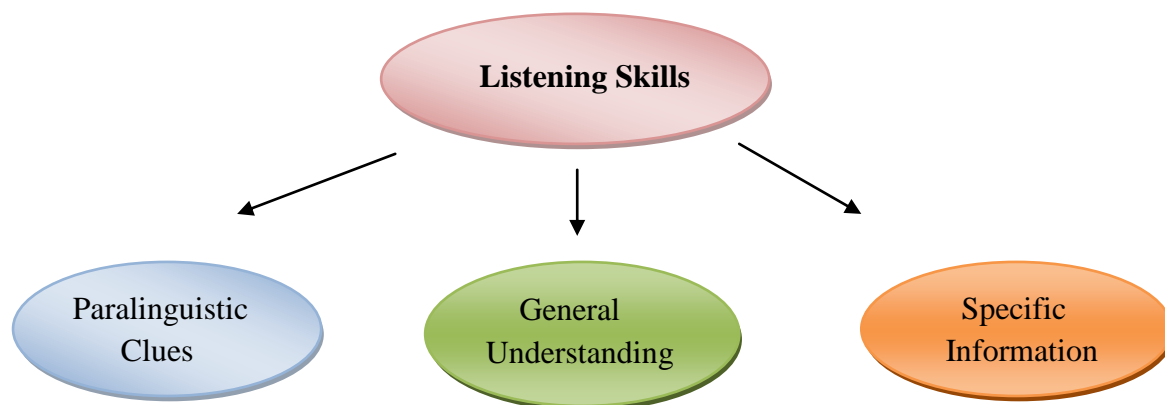 Listening Skills
Paralinguistic
Clues
General
Understanding
Specific
Information